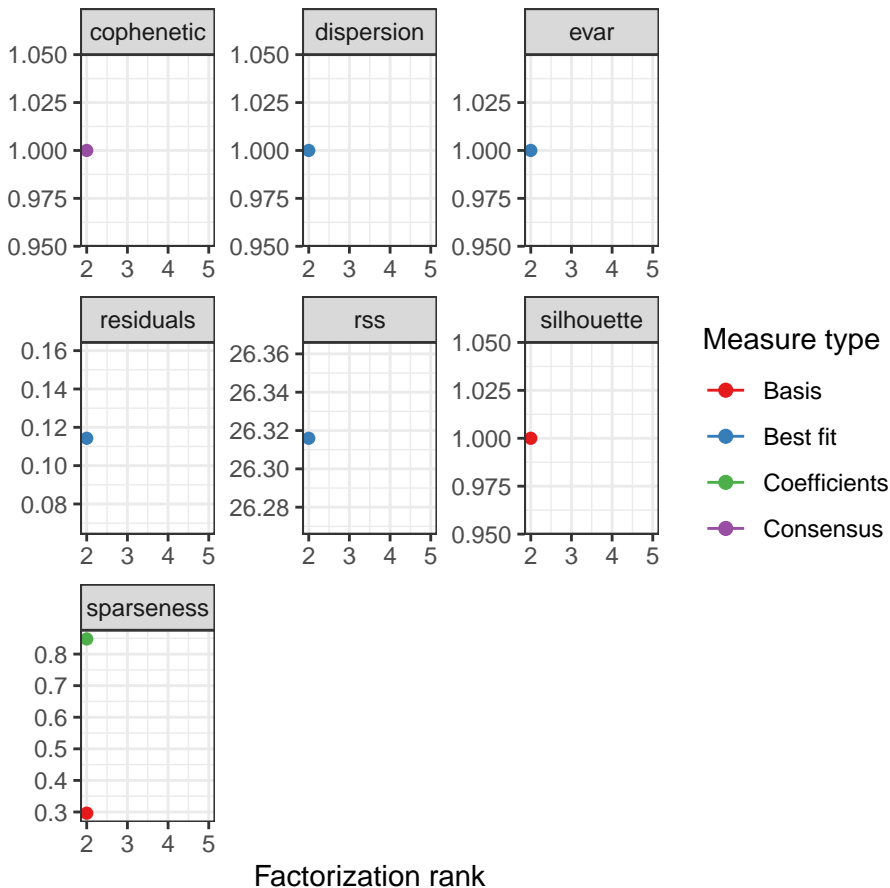 cophenetic dispersion evar
1.050 1.050
1.025 1.025 1.025
1.000 1.000 1.000
0.975 0.975 0.975
0.950 0.950 0.950
2 3 4 5 2 3 4 5 2 3 4 5
residuals rss silhouette
0.16 26.36 1.050
0.14 26.34 1.025
0.12 26.32 1.000
0.10 26.30 0.975
0.08 26.28 0.950
2 3 4 5 2 3 4 5 2 3 4 5
sparseness
0.8
0.7
0.6
0.5
0.4
0.3
2 3 4 5
Factorization rank
Measure type
Basis
Best fit
Coefficients
Consensus